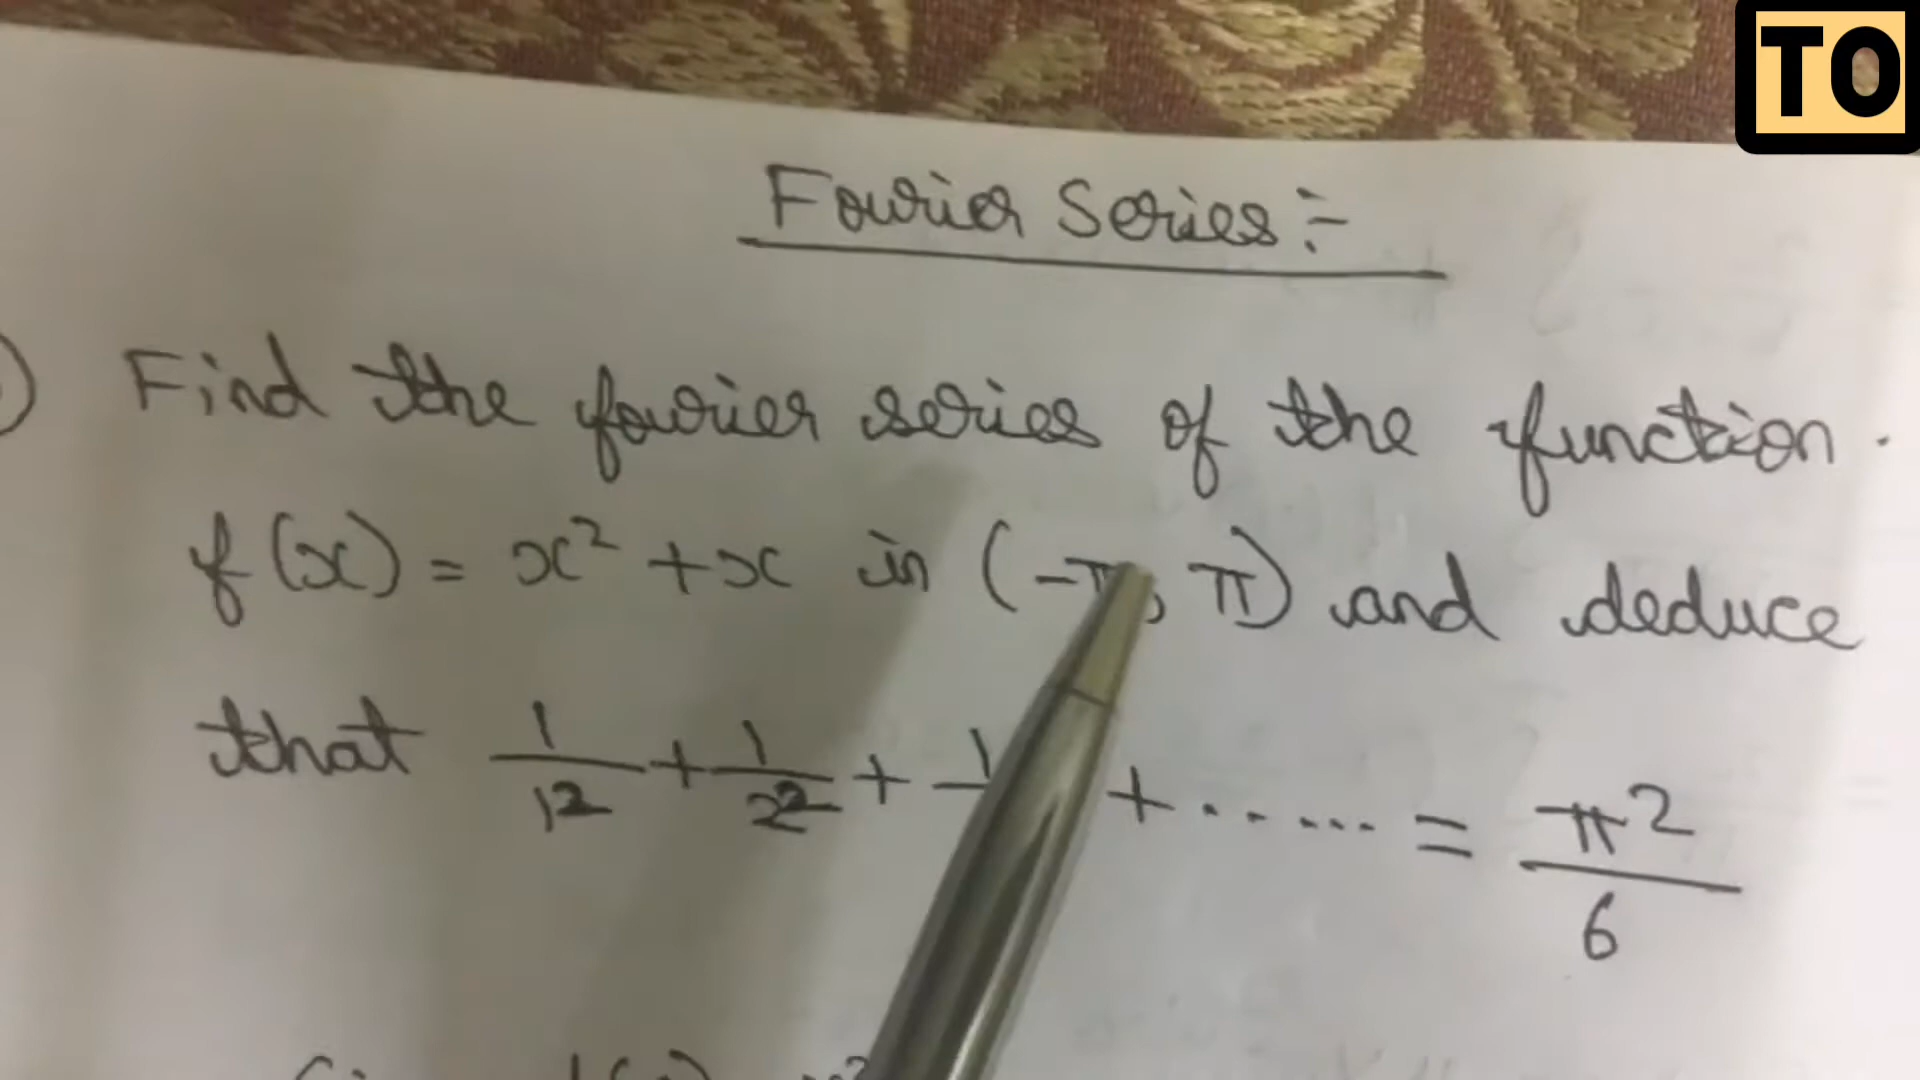 TO
Fourier Series :-
Find the fourier series of the function.
f(x) = x² + x in (-π, π) and deduce
that 1/1² + 1/2² + 1 + ...... = π²/6